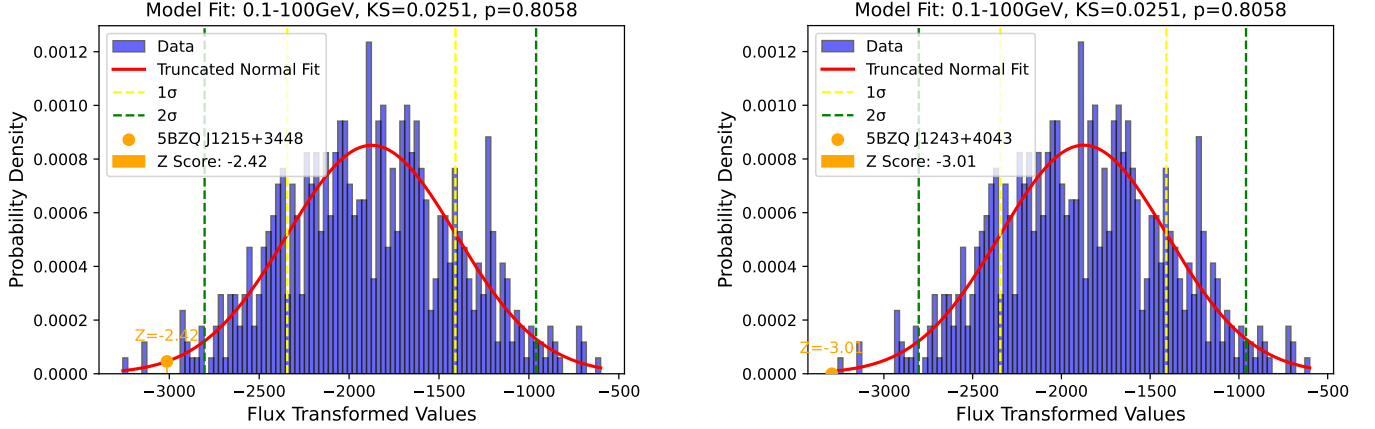 Model Fit: 0.1-100GeV, KS=0.0251, p=0.8058
Probability Density
0.0012
0.0010
0.0008
0.0006
0.0004
0.0002
0.0000
Data
Truncated Normal Fit
1σ
2σ
5BZQ J1215+3448
Z Score: -2.42
Z=-2.42
−3000 −2500 −2000 −1500 −1000 −500
Flux Transformed Values
Model Fit: 0.1-100GeV, KS=0.0251, p=0.8058
Probability Density
0.0012
0.0010
0.0008
0.0006
0.0004
0.0002
0.0000
Data
Truncated Normal Fit
1σ
2σ
5BZQ J1243+4043
Z Score: -3.01
Z=-3.01
−3000 −2500 −2000 −1500 −1000 −500
Flux Transformed Values